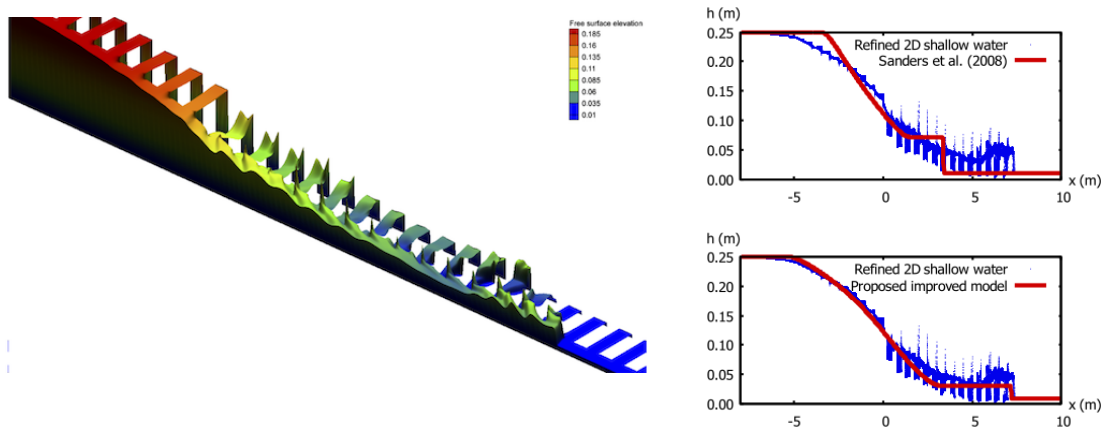 Free surface elevation
0.185
0.16
0.135
0.11
0.085
0.06
0.035
0.01
h (m)
0.25
0.20
0.15
0.10
0.05
0.00
Refined 2D shallow water
Sanders et al. (2008)
-5 0 5 10
x (m)
h (m)
0.25
0.20
0.15
0.10
0.05
0.00
Refined 2D shallow water
Proposed improved model
-5 0 5 10
x (m)